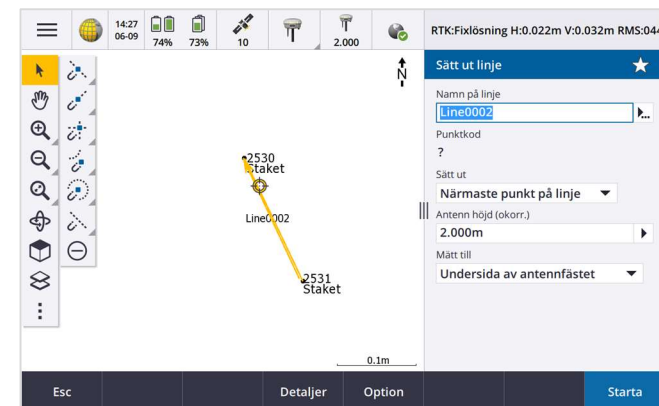 14:27
06-09
74%
73%
10
2.000
RTK:Fixlösning H:0.022m V:0.032m RMS:044
N
2530
Staket
Line0002
2531
Staket
0.1m
Sätt ut linje
Namn på linje
Line0002
Punktkod
?
Sätt ut
Närmaste punkt på linje
Antenn höjd (okorr.)
2.000m
Mätt till
Undersida av antennfästet
Esc
Detaljer
Option
Starta